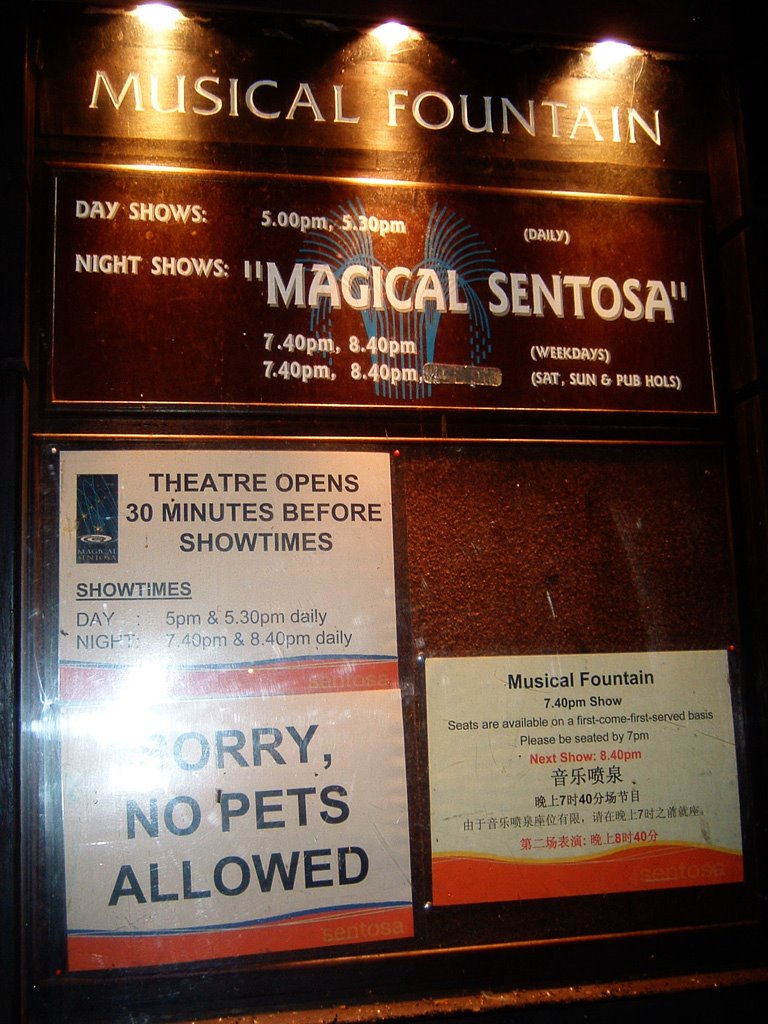 MUSICAL FOUNTAIN
DAY SHOWS: 5.00pm, 5.30pm (DAILY)
NIGHT SHOWS: "MAGICAL SENTOSA"
7.40pm, 8.40pm (WEEKDAYS)
7.40pm, 8.40pm, (SAT, SUN & PUB HOLS)
THEATRE OPENS
30 MINUTES BEFORE
SHOWTIMES
MAGICAL
SENTOSA
SHOWTIMES
DAY : 5pm & 5.30pm daily
NIGHT: 7.40pm & 8.40pm daily
sentosa
SORRY,
NO PETS
ALLOWED
sentosa
Musical Fountain
7.40pm Show
Seats are available on a first-come-first-served basis
Please be seated by 7pm
Next Show: 8.40pm
音乐喷泉
晚上7时40分场节目
由于音乐喷泉座位有限，请在晚上7时之前就座。
第二场表演: 晚上8时40分
sentosa